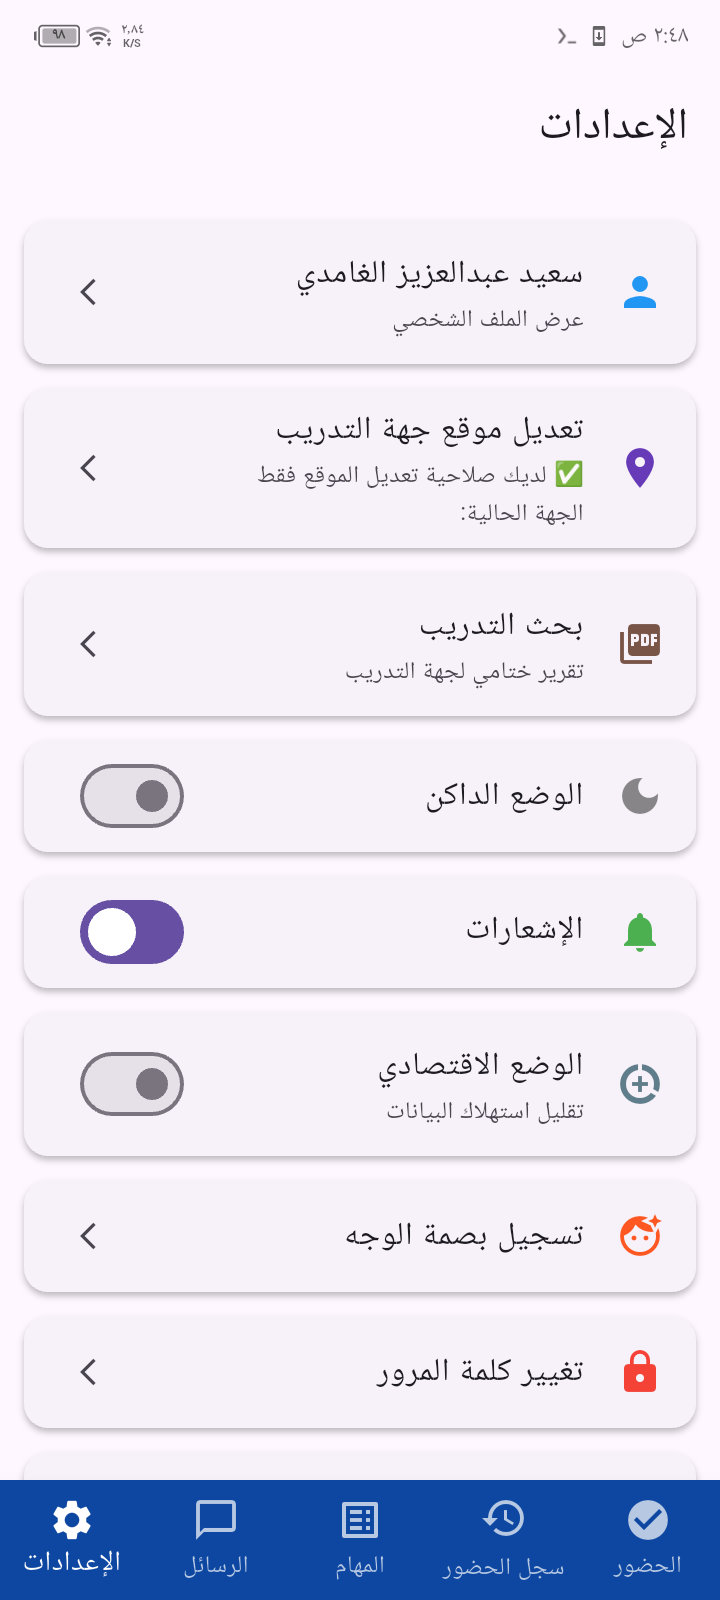 ٢:٤٨ ص
٢,٨٤
K/S
٩٨
الإعدادات
سعيد عبدالعزيز الغامدي
عرض الملف الشخصي
تعديل موقع جهة التدريب
✅ لديك صلاحية تعديل الموقع فقط
الجهة الحالية:
PDF
بحث التدريب
تقرير ختامي لجهة التدريب
الوضع الداكن
الإشعارات
الوضع الاقتصادي
تقليل استهلاك البيانات
تسجيل بصمة الوجه
تغيير كلمة المرور
الحضور
سجل الحضور
المهام
الرسائل
الإعدادات